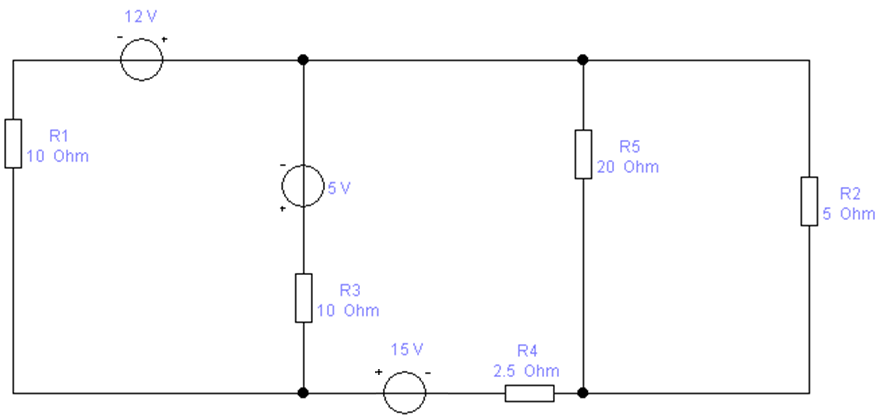 12 V
- +
R1
10 Ohm
R5
20 Ohm
-
5 V
+
R2
5 Ohm
R3
10 Ohm
15 V
+ -
R4
2.5 Ohm